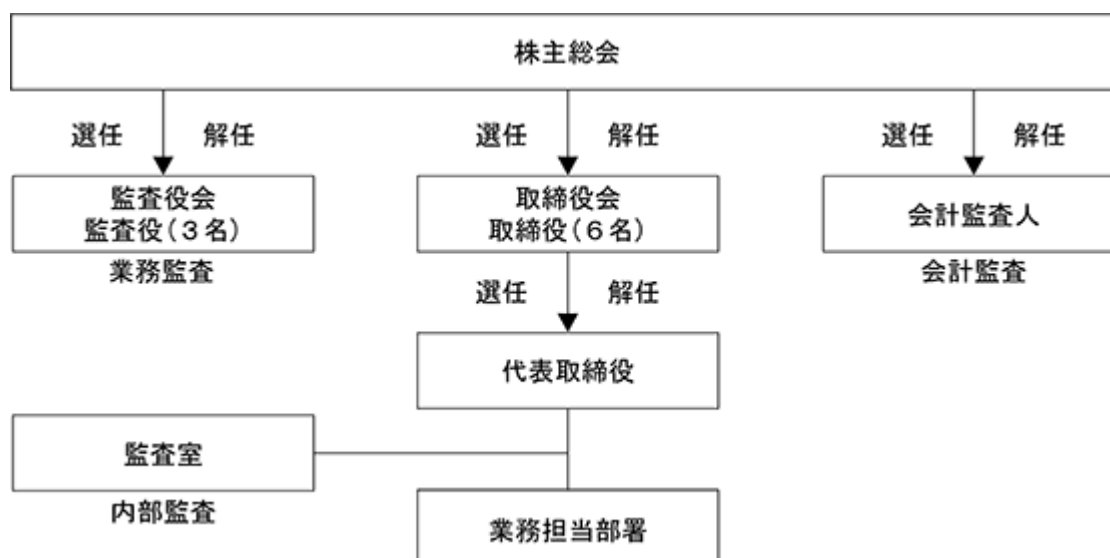 株主総会
選任 解任
選任 解任
選任 解任
監査役会
監査役(3名)
業務監査
取締役会
取締役(6名)
会計監査人
会計監査
選任 解任
代表取締役
監査室
内部監査
業務担当部署